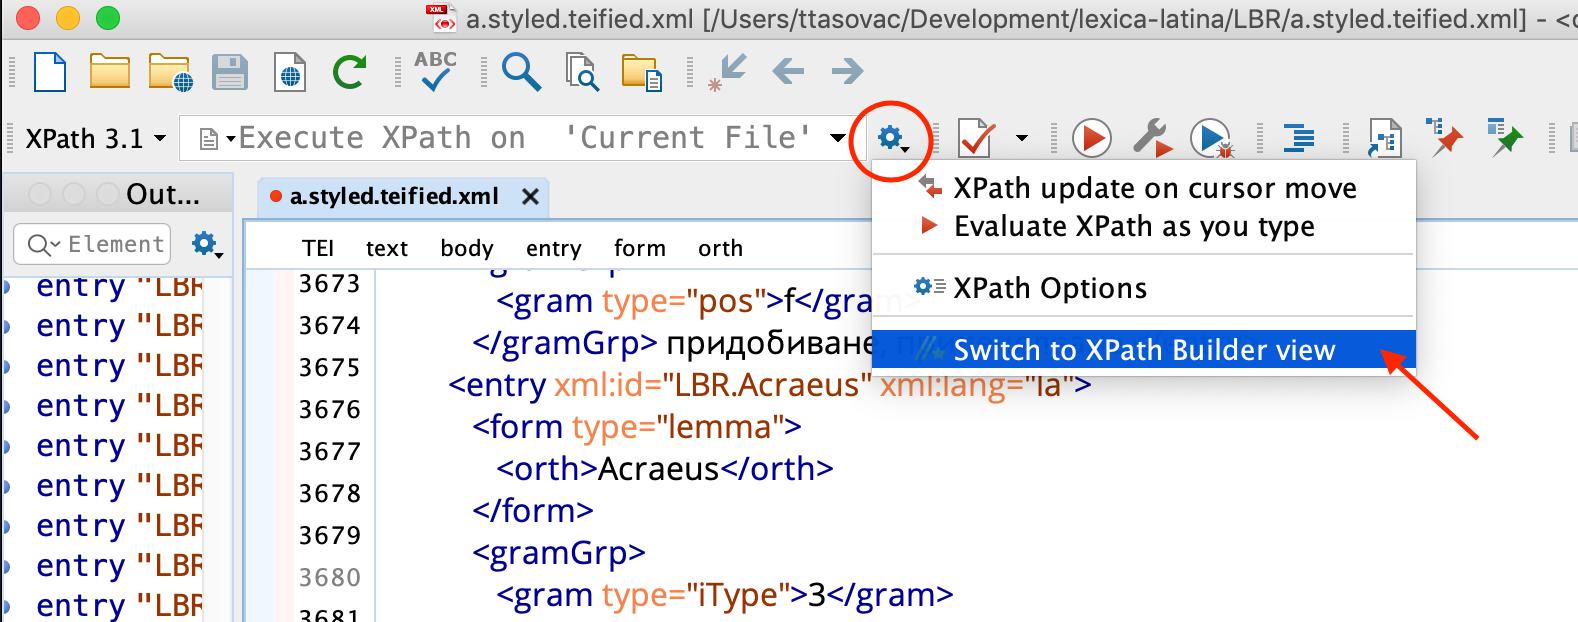 XML
a.styled.teified.xml [/Users/ttasovac/Development/lexica-latina/LBR/a.styled.teified.xml] - <
ABC
XPath 3.1 Execute XPath on 'Current File'
Out...
a.styled.teified.xml
XPath update on cursor move
Evaluate XPath as you type
XPath Options
Switch to XPath Builder view
Element
TEI text body entry form orth
entry "LBR
entry "LBR
entry "LBR
entry "LBR
entry "LBR
entry "LBR
entry "LBR
entry "LBR
entry "LBR
3673
3674 <gram type="pos">f</gram>
3675 </gramGrp> придобиване,
3676 <entry xml:id="LBR.Acraeus" xml:lang="la">
3677 <form type="lemma">
3678 <orth>Acraeus</orth>
3679 </form>
3680 <gramGrp>
3681 <gram type="iType">3</gram>